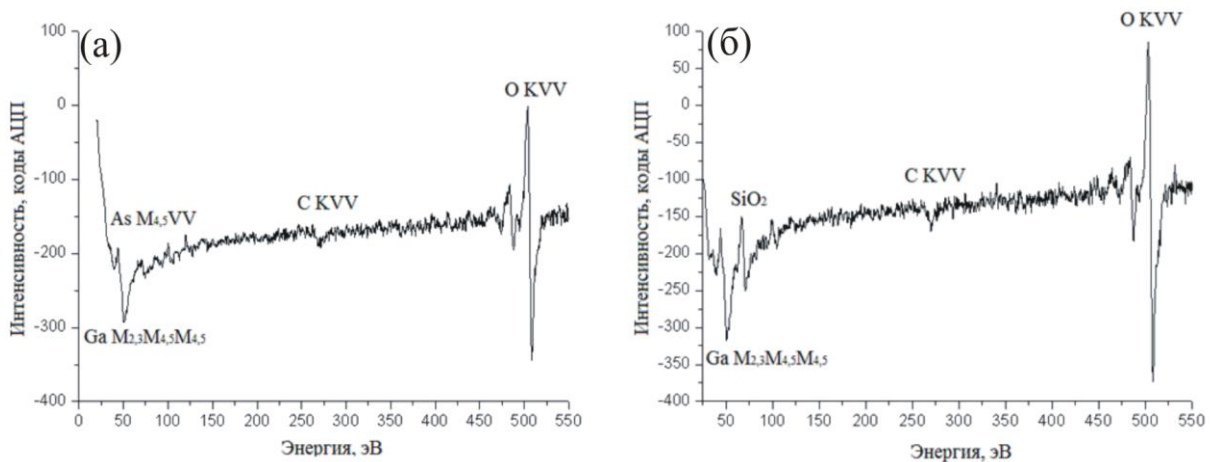 (а)
Интенсивность, коды АЦП
100
0
-100
-200
-300
-400
O KVV
C KVV
As M4,5VV
Ga M2,3M4,5M4,5
0 50 100 150 200 250 300 350 400 450 500 550
Энергия, эВ
(б)
Интенсивность, коды АЦП
100
50
0
-50
-100
-150
-200
-250
-300
-350
-400
O KVV
C KVV
SiO2
Ga M2,3M4,5M4,5
50 100 150 200 250 300 350 400 450 500 550
Энергия, эВ